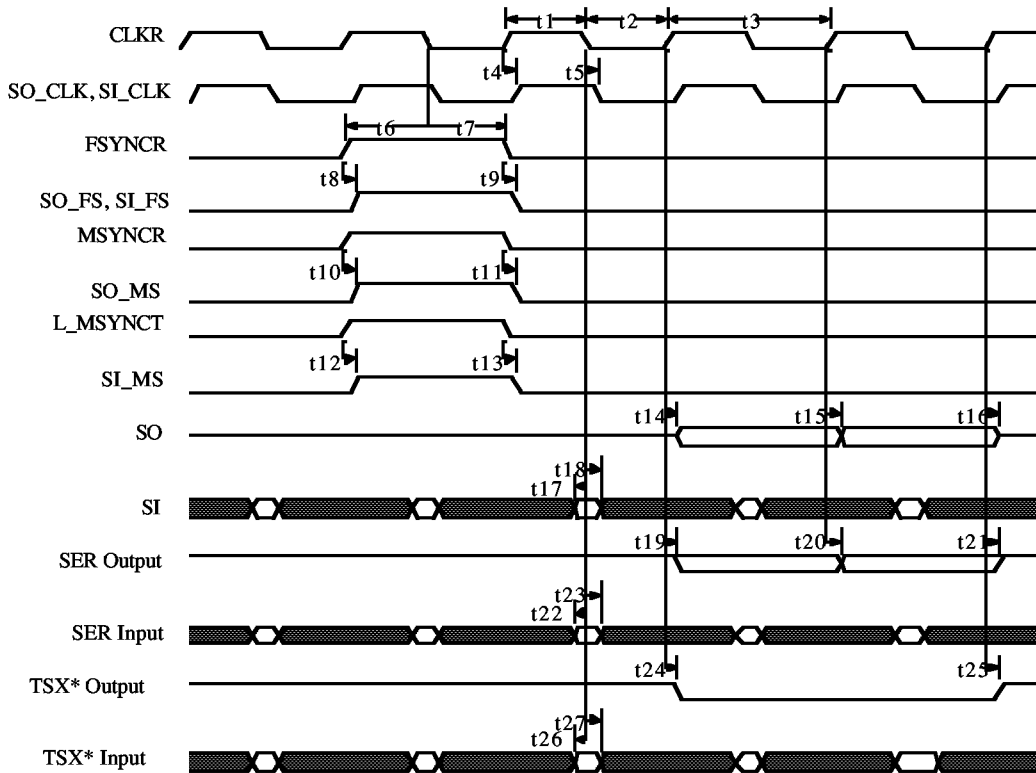 t1 t2 t3
CLKR
t4 t5
SO_CLK, SI_CLK
t6 t7
FSYNCR
t8 t9
SO_FS, SI_FS
MSYNCR
t10 t11
SO_MS
L_MSYNCT
t12 t13
SI_MS
t14 t15 t16
SO
t18
t17
SI
t19 t20 t21
SER Output
t23
t22
SER Input
t24 t25
TSX* Output
t27
t26
TSX* Input